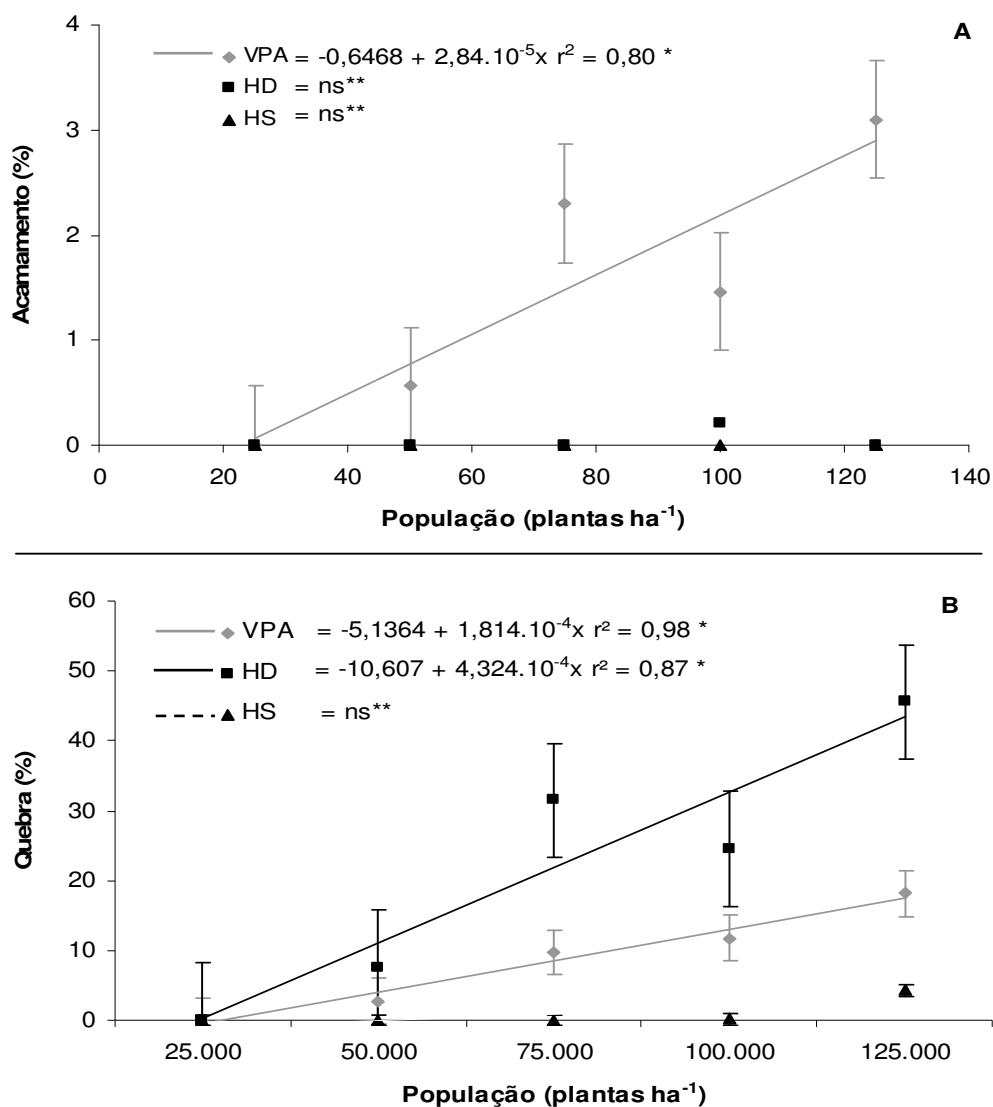 A
VPA = -0,6468 + 2,84.10⁻⁵x r² = 0,80 *
HD = ns**
HS = ns**
Acamamento (%)
4
3
2
1
0
0 20 40 60 80 100 120 140
População (plantas ha⁻¹)
B
VPA = -5,1364 + 1,814.10⁻⁴x r² = 0,98 *
HD = -10,607 + 4,324.10⁻⁴x r² = 0,87 *
HS = ns**
Quebra (%)
60
50
40
30
20
10
0
25.000 50.000 75.000 100.000 125.000
População (plantas ha⁻¹)